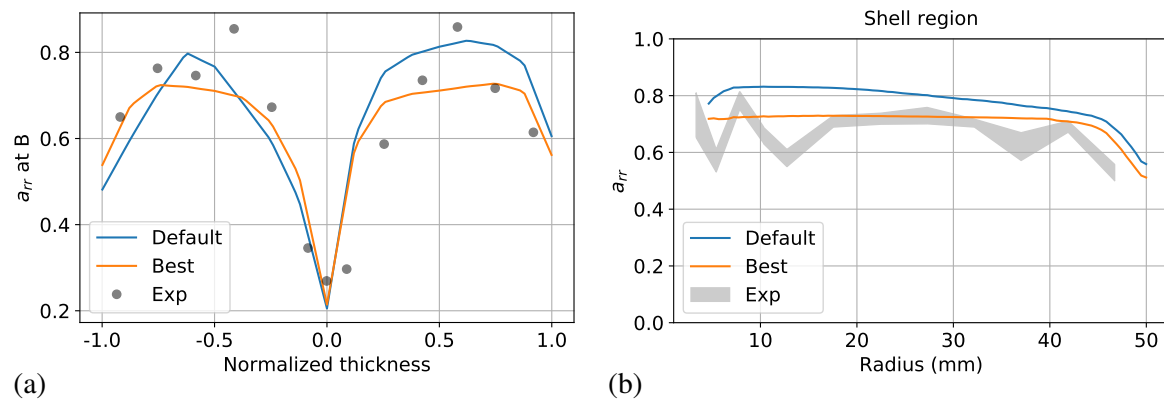 0.8
0.6
0.4
0.2
a_rr at B
Default
Best
Exp
-1.0 -0.5 0.0 0.5 1.0
Normalized thickness
(a)
Shell region
1.0
0.8
0.6
0.4
0.2
0.0
a_rr
Default
Best
Exp
10 20 30 40 50
Radius (mm)
(b)